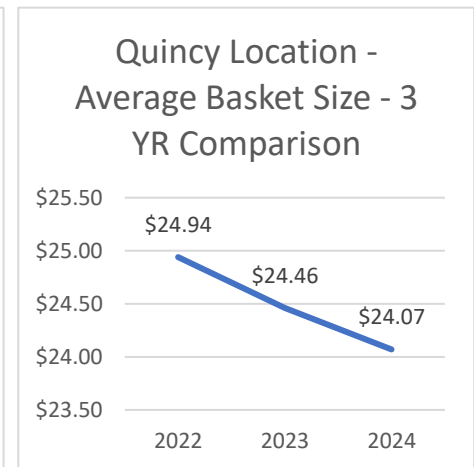 Quincy Location -
Average Basket Size - 3
YR Comparison
$25.50
$24.94
$25.00
$24.46
$24.50
$24.07
$24.00
$23.50
2022 2023 2024